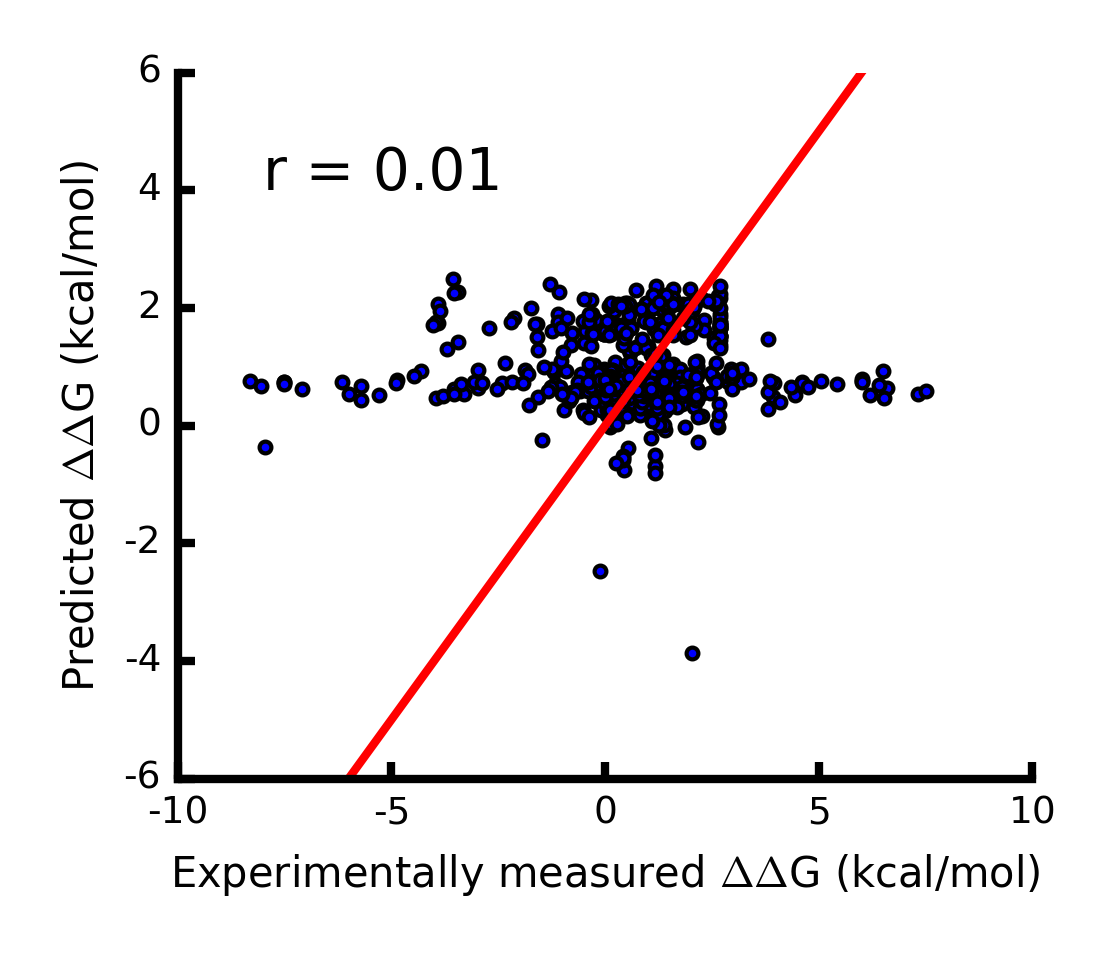 6
4
2
0
-2
-4
-6
r = 0.01
Predicted ΔΔG (kcal/mol)
-10 -5 0 5 10
Experimentally measured ΔΔG (kcal/mol)